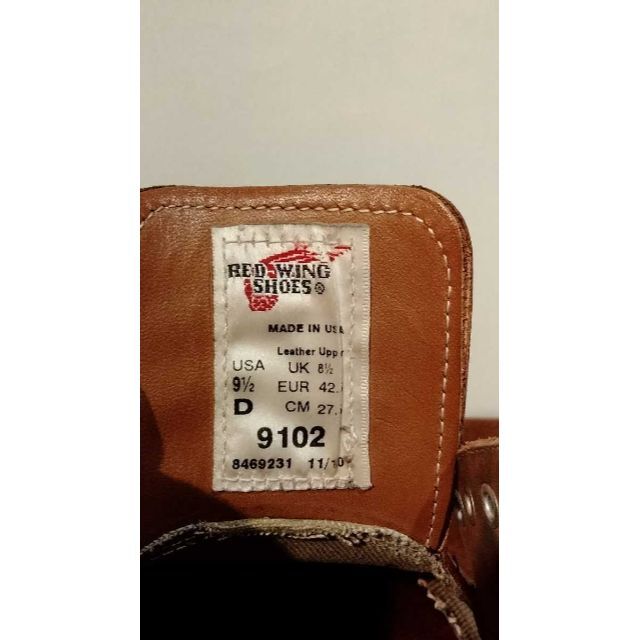 RED WING
SHOES®
MADE IN USA
Leather Upp
USA UK 8½
9½ EUR 42.
D CM 27.
9102
8469231 11/10